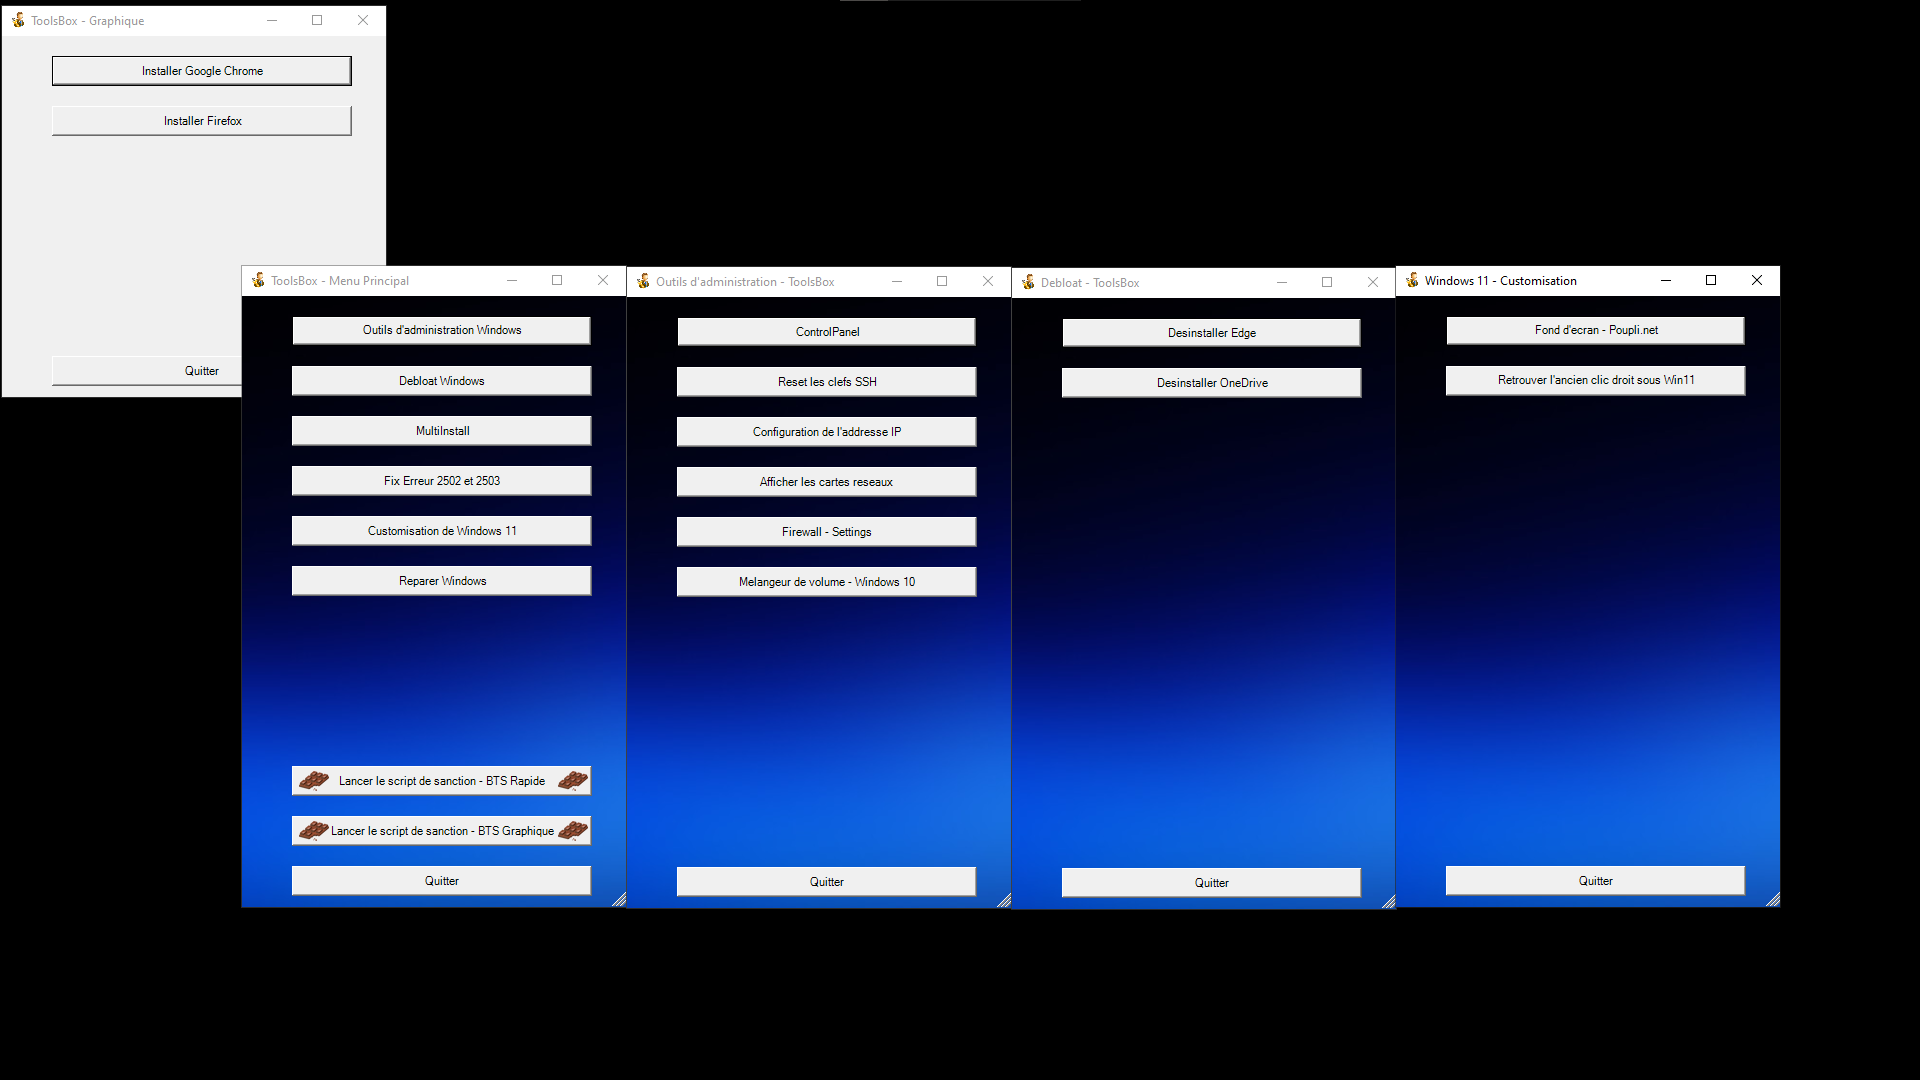 ToolsBox - Graphique
Installer Google Chrome
Installer Firefox
Quitter
ToolsBox - Menu Principal
Outils d'administration Windows
Debloat Windows
MultiInstall
Fix Erreur 2502 et 2503
Customisation de Windows 11
Reparer Windows
Lancer le script de sanction - BTS Rapide
Lancer le script de sanction - BTS Graphique
Quitter
Outils d'administration - ToolsBox
ControlPanel
Reset les clefs SSH
Configuration de l'addresse IP
Afficher les cartes reseaux
Firewall - Settings
Melangeur de volume - Windows 10
Quitter
Debloat - ToolsBox
Desinstaller Edge
Desinstaller OneDrive
Quitter
Windows 11 - Customisation
Fond d'ecran - Poupli.net
Retrouver l'ancien clic droit sous Win11
Quitter